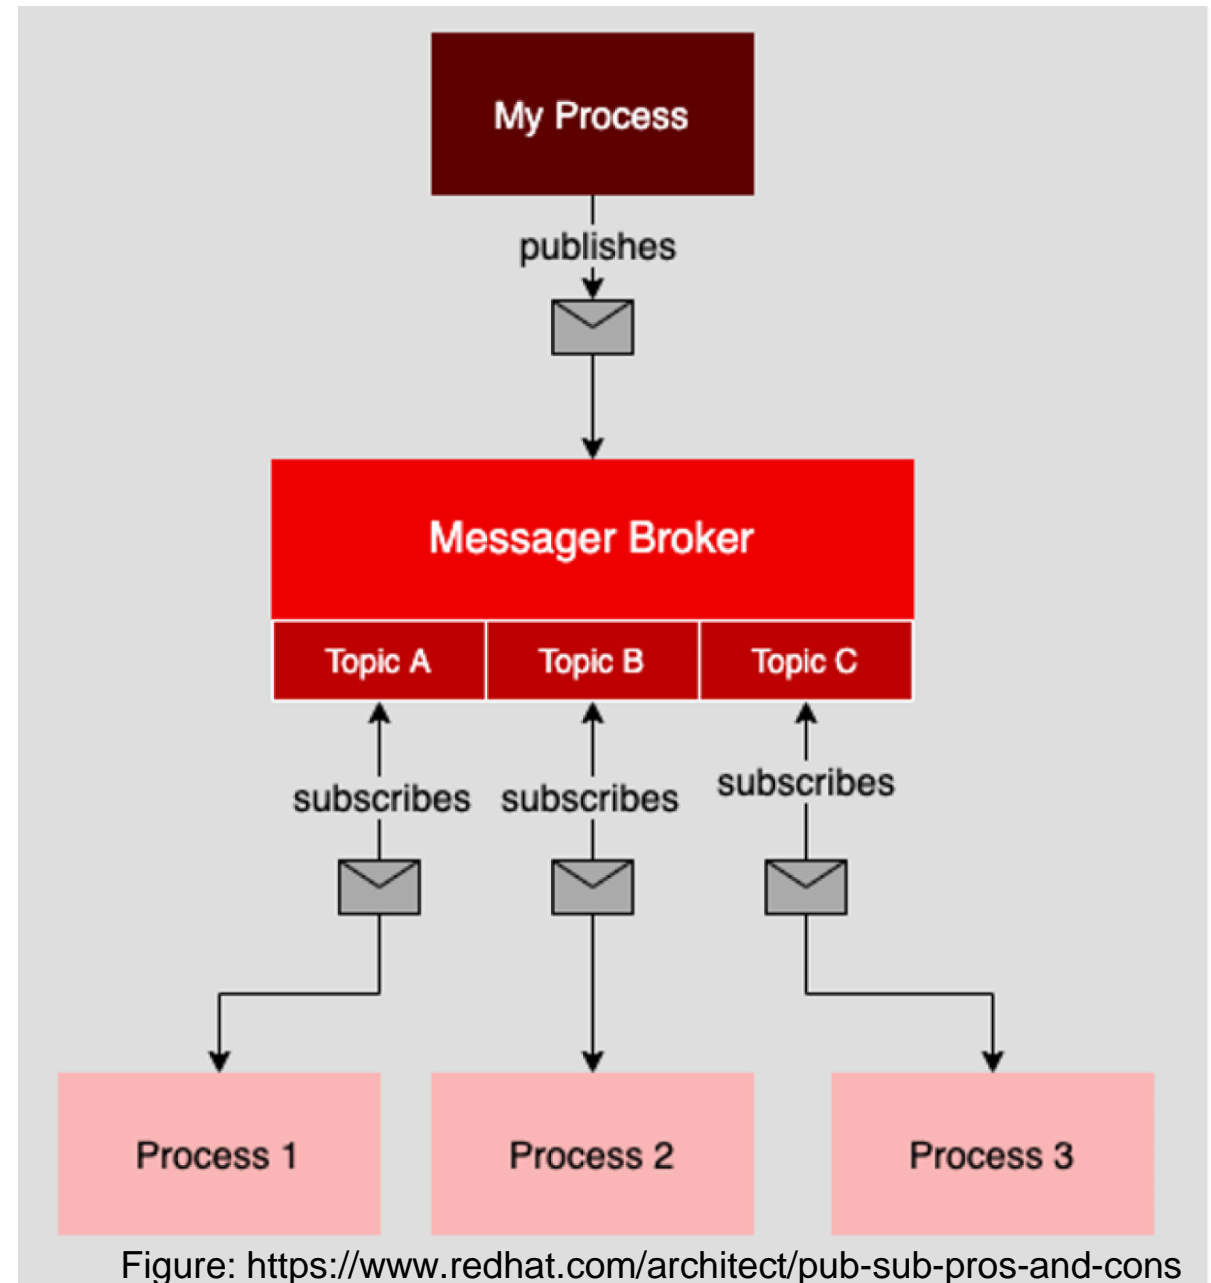 My Process
publishes
Messager Broker
Topic A
Topic B
Topic C
subscribes
subscribes
subscribes
Process 1
Process 2
Process 3
Figure: https://www.redhat.com/architect/pub-sub-pros-and-cons